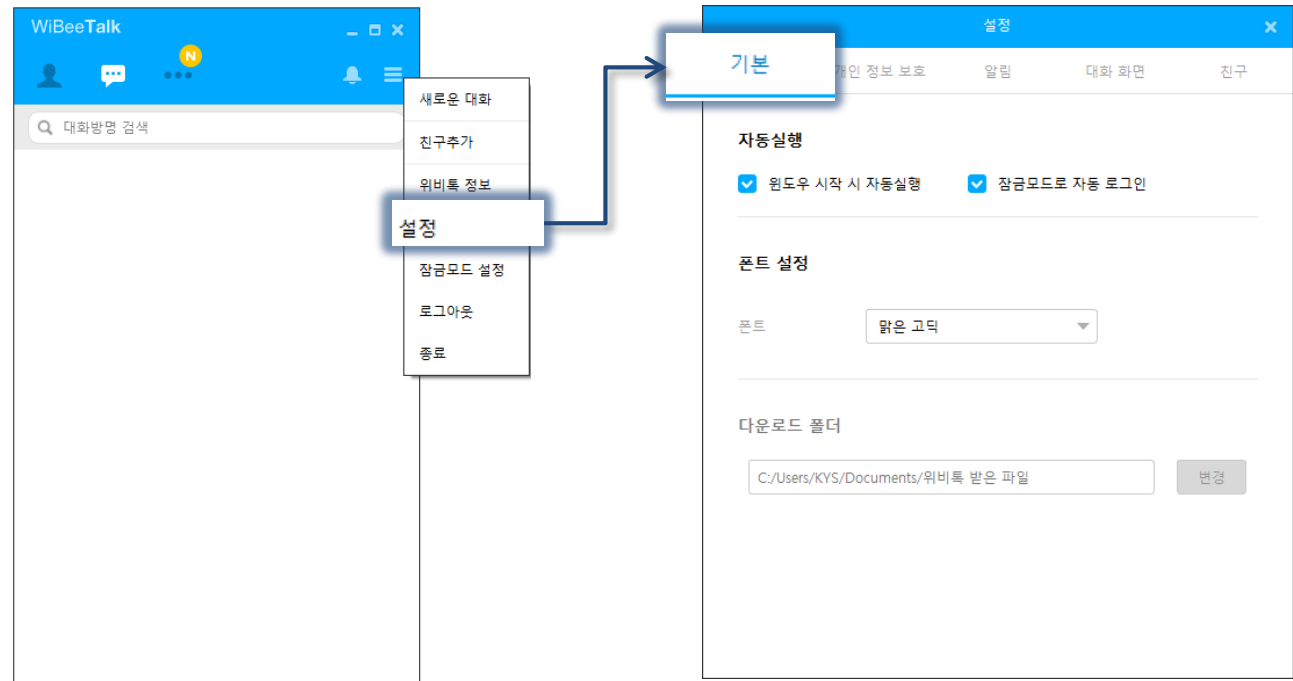 WiBeeTalk
N
대화방명 검색
새로운 대화
친구추가
위비톡 정보
설정
잠금모드 설정
로그아웃
종료
설정
기본
개인 정보 보호
알림
대화 화면
친구
자동실행
윈도우 시작 시 자동실행
잠금모드로 자동 로그인
폰트 설정
폰트
맑은 고딕
다운로드 폴더
C:/Users/KYS/Documents/위비톡 받은 파일
변경